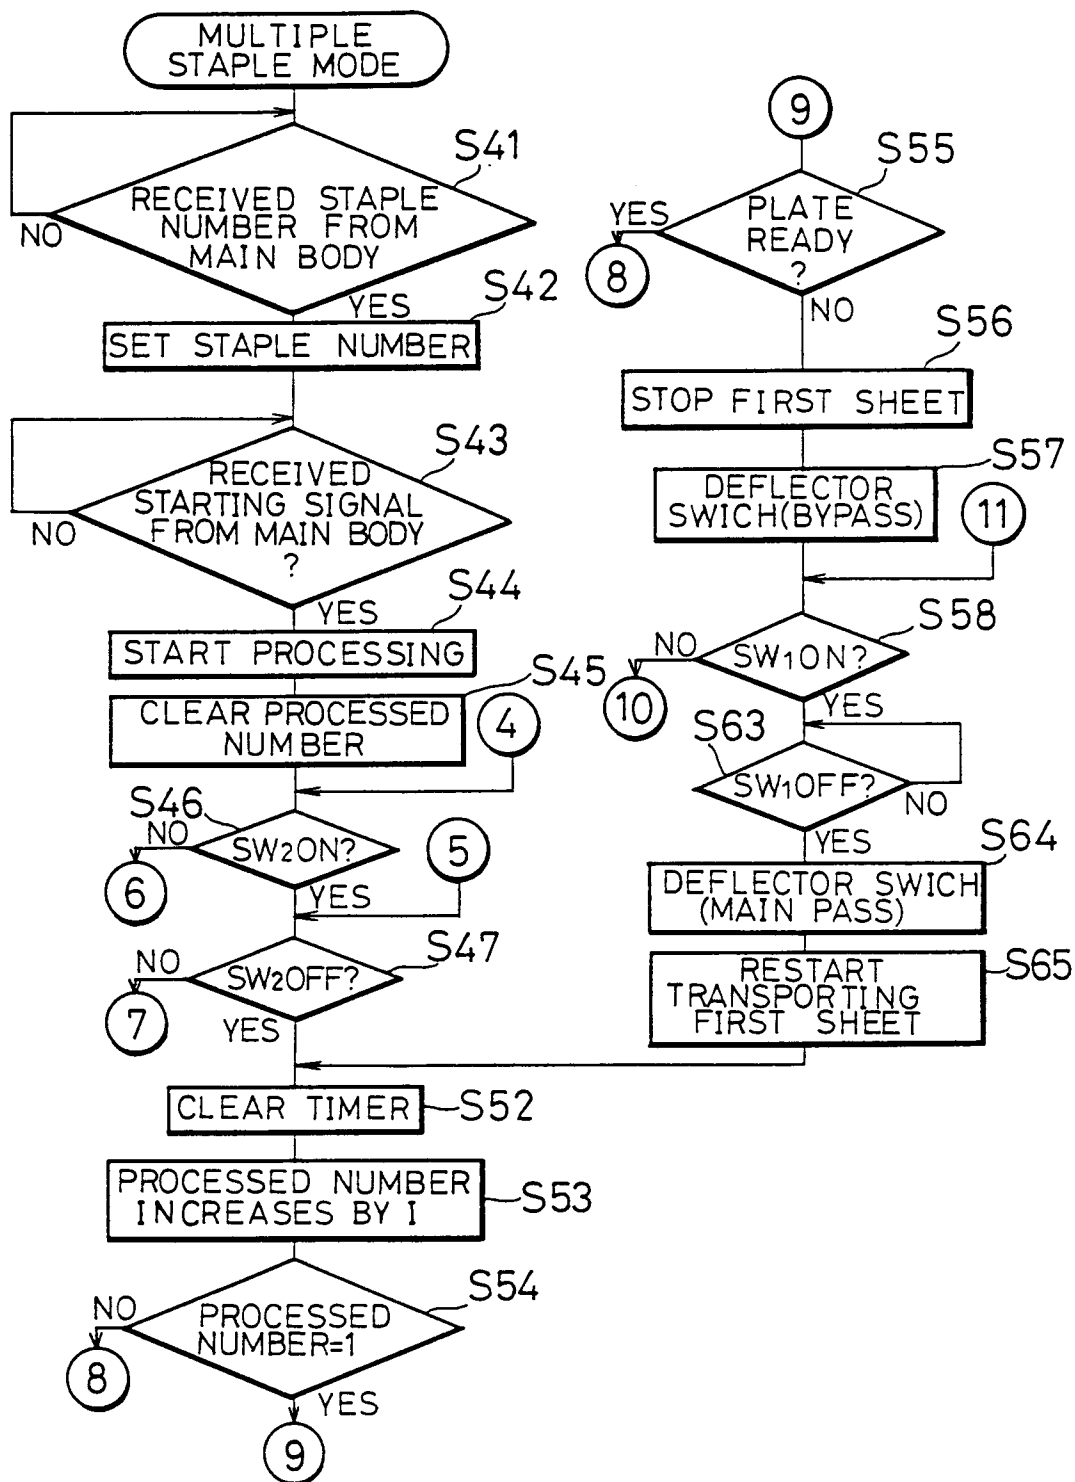 MULTIPLE
STAPLE MODE
S41
RECEIVED STAPLE
NUMBER FROM
MAIN BODY
NO
YES
S42
SET STAPLE NUMBER
S43
RECEIVED
STARTING SIGNAL
FROM MAIN BODY
?
NO
YES
S44
START PROCESSING
S45
CLEAR PROCESSED
NUMBER
4
S46
NO
SW2ON?
6
YES
5
S47
NO
SW2OFF?
7
YES
CLEAR TIMER
S52
PROCESSED NUMBER
INCREASES BY I
S53
S54
NO
PROCESSED
NUMBER=1
8
YES
9
9
S55
YES
PLATE
READY
?
8
NO
S56
STOP FIRST SHEET
S57
DEFLECTOR
SWICH(BYPASS)
11
S58
NO
SW1ON?
10
YES
S63
SW1OFF?
NO
YES
S64
DEFLECTOR SWICH
(MAIN PASS)
RESTART
TRANSPORTING
FIRST SHEET
S65